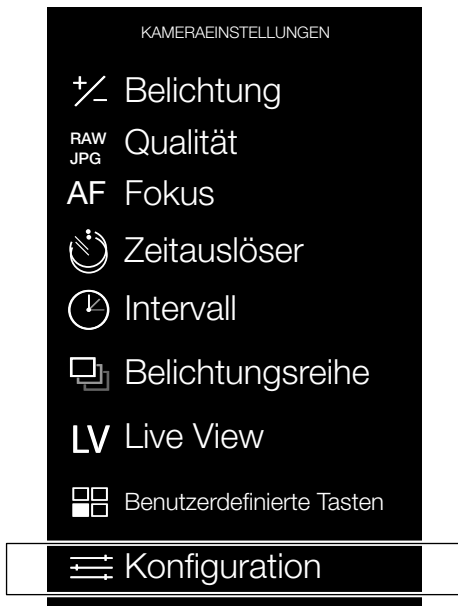 KAMERAEINSTELLUNGEN
+/- Belichtung
RAW JPG Qualität
AF Fokus
Zeitauslöser
Intervall
Belichtungsreihe
LV Live View
Benutzerdefinierte Tasten
Konfiguration